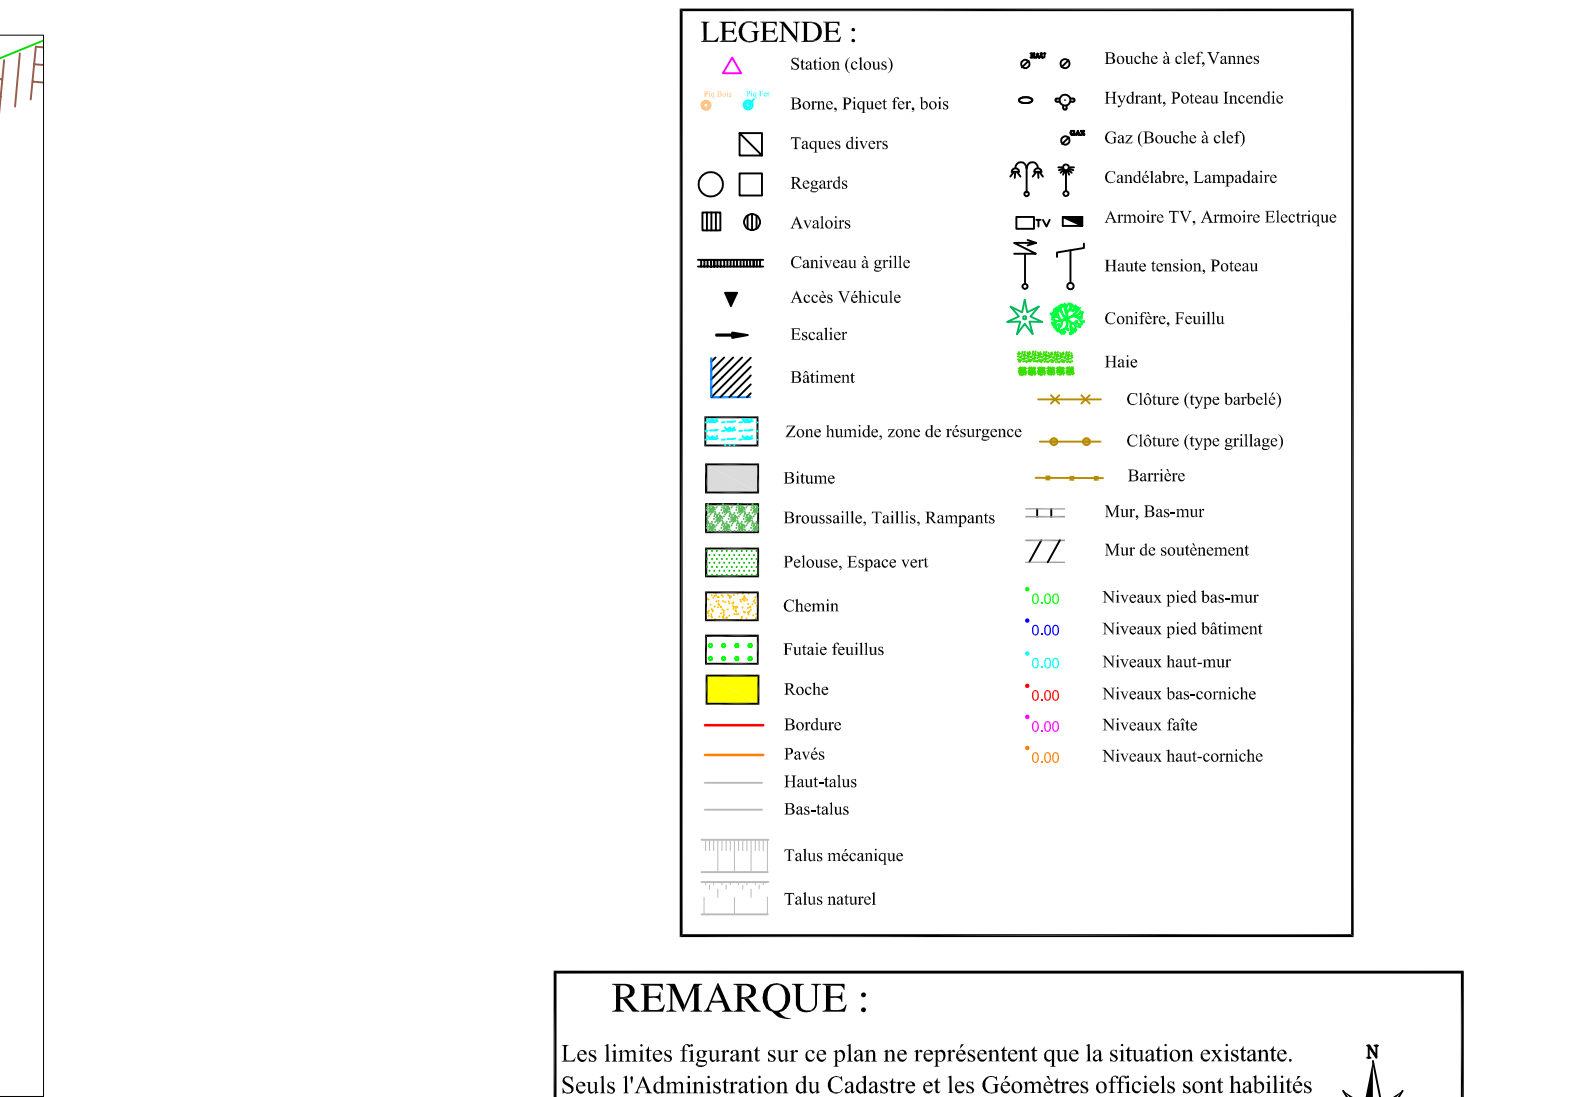 LEGENDE :
Station (clous)
Piq Bois Piq Fer
Borne, Piquet fer, bois
Taques divers
Regards
Avaloirs
Caniveau à grille
Accès Véhicule
Escalier
Bâtiment
Zone humide, zone de résurgence
Bitume
Broussaille, Taillis, Rampants
Pelouse, Espace vert
Chemin
Futaie feuillus
Roche
Bordure
Pavés
Haut-talus
Bas-talus
Talus mécanique
Talus naturel
EAU
Bouche à clef, Vannes
Hydrant, Poteau Incendie
GAZ
Gaz (Bouche à clef)
Candélabre, Lampadaire
TV
Armoire TV, Armoire Electrique
Haute tension, Poteau
Conifère, Feuillu
Haie
Clôture (type barbelé)
Clôture (type grillage)
Barrière
Mur, Bas-mur
Mur de soutènement
0.00 Niveaux pied bas-mur
0.00 Niveaux pied bâtiment
0.00 Niveaux haut-mur
0.00 Niveaux bas-corniche
0.00 Niveaux faîte
0.00 Niveaux haut-corniche
REMARQUE :
Les limites figurant sur ce plan ne représentent que la situation existante.
Seuls l'Administration du Cadastre et les Géomètres officiels sont habilités
N